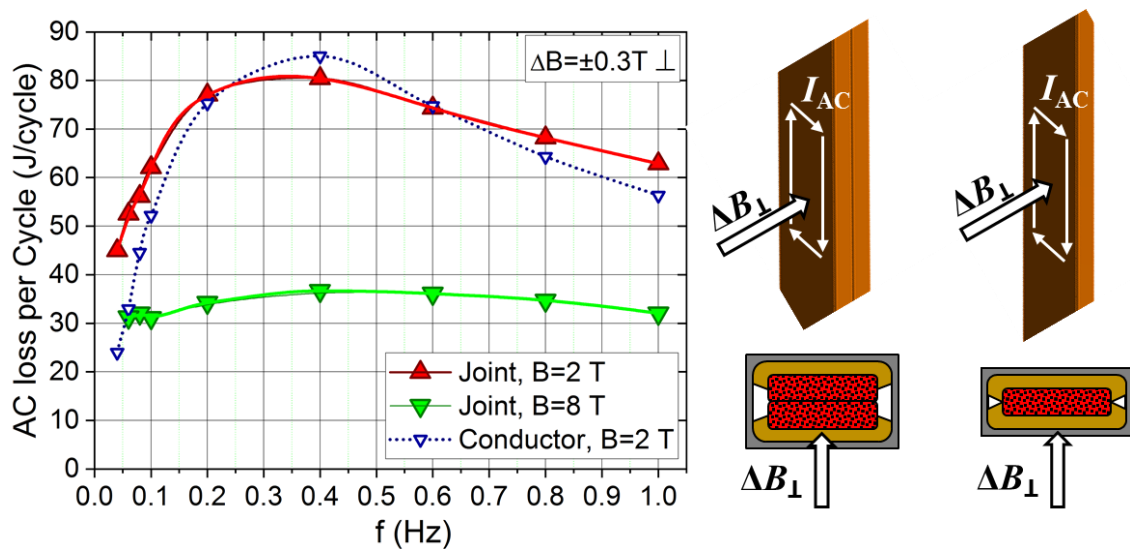 AC loss per Cycle (J/cycle)
90
80
70
60
50
40
30
20
10
0
0.0 0.1 0.2 0.3 0.4 0.5 0.6 0.7 0.8 0.9 1.0
f (Hz)
ΔB=±0.3T ⊥
Joint, B=2 T
Joint, B=8 T
Conductor, B=2 T
I_AC
ΔB⊥
I_AC
ΔB⊥
ΔB⊥
ΔB⊥